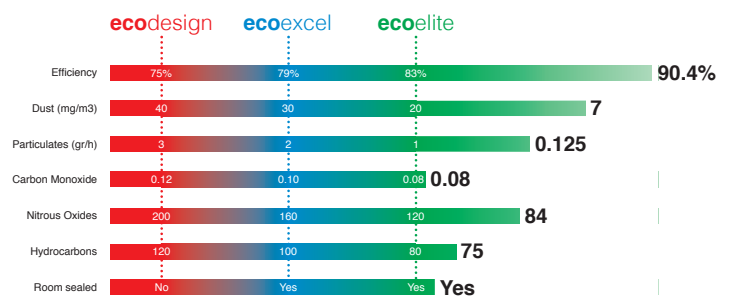 ecodesign ecoexcel ecoelite
Efficiency 75% 79% 83% 90.4%
Dust (mg/m3) 40 30 20 7
Particulates (gr/h) 3 2 1 0.125
Carbon Monoxide 0.12 0.10 0.08 0.08
Nitrous Oxides 200 160 120 84
Hydrocarbons 120 100 80 75
Room sealed No Yes Yes Yes